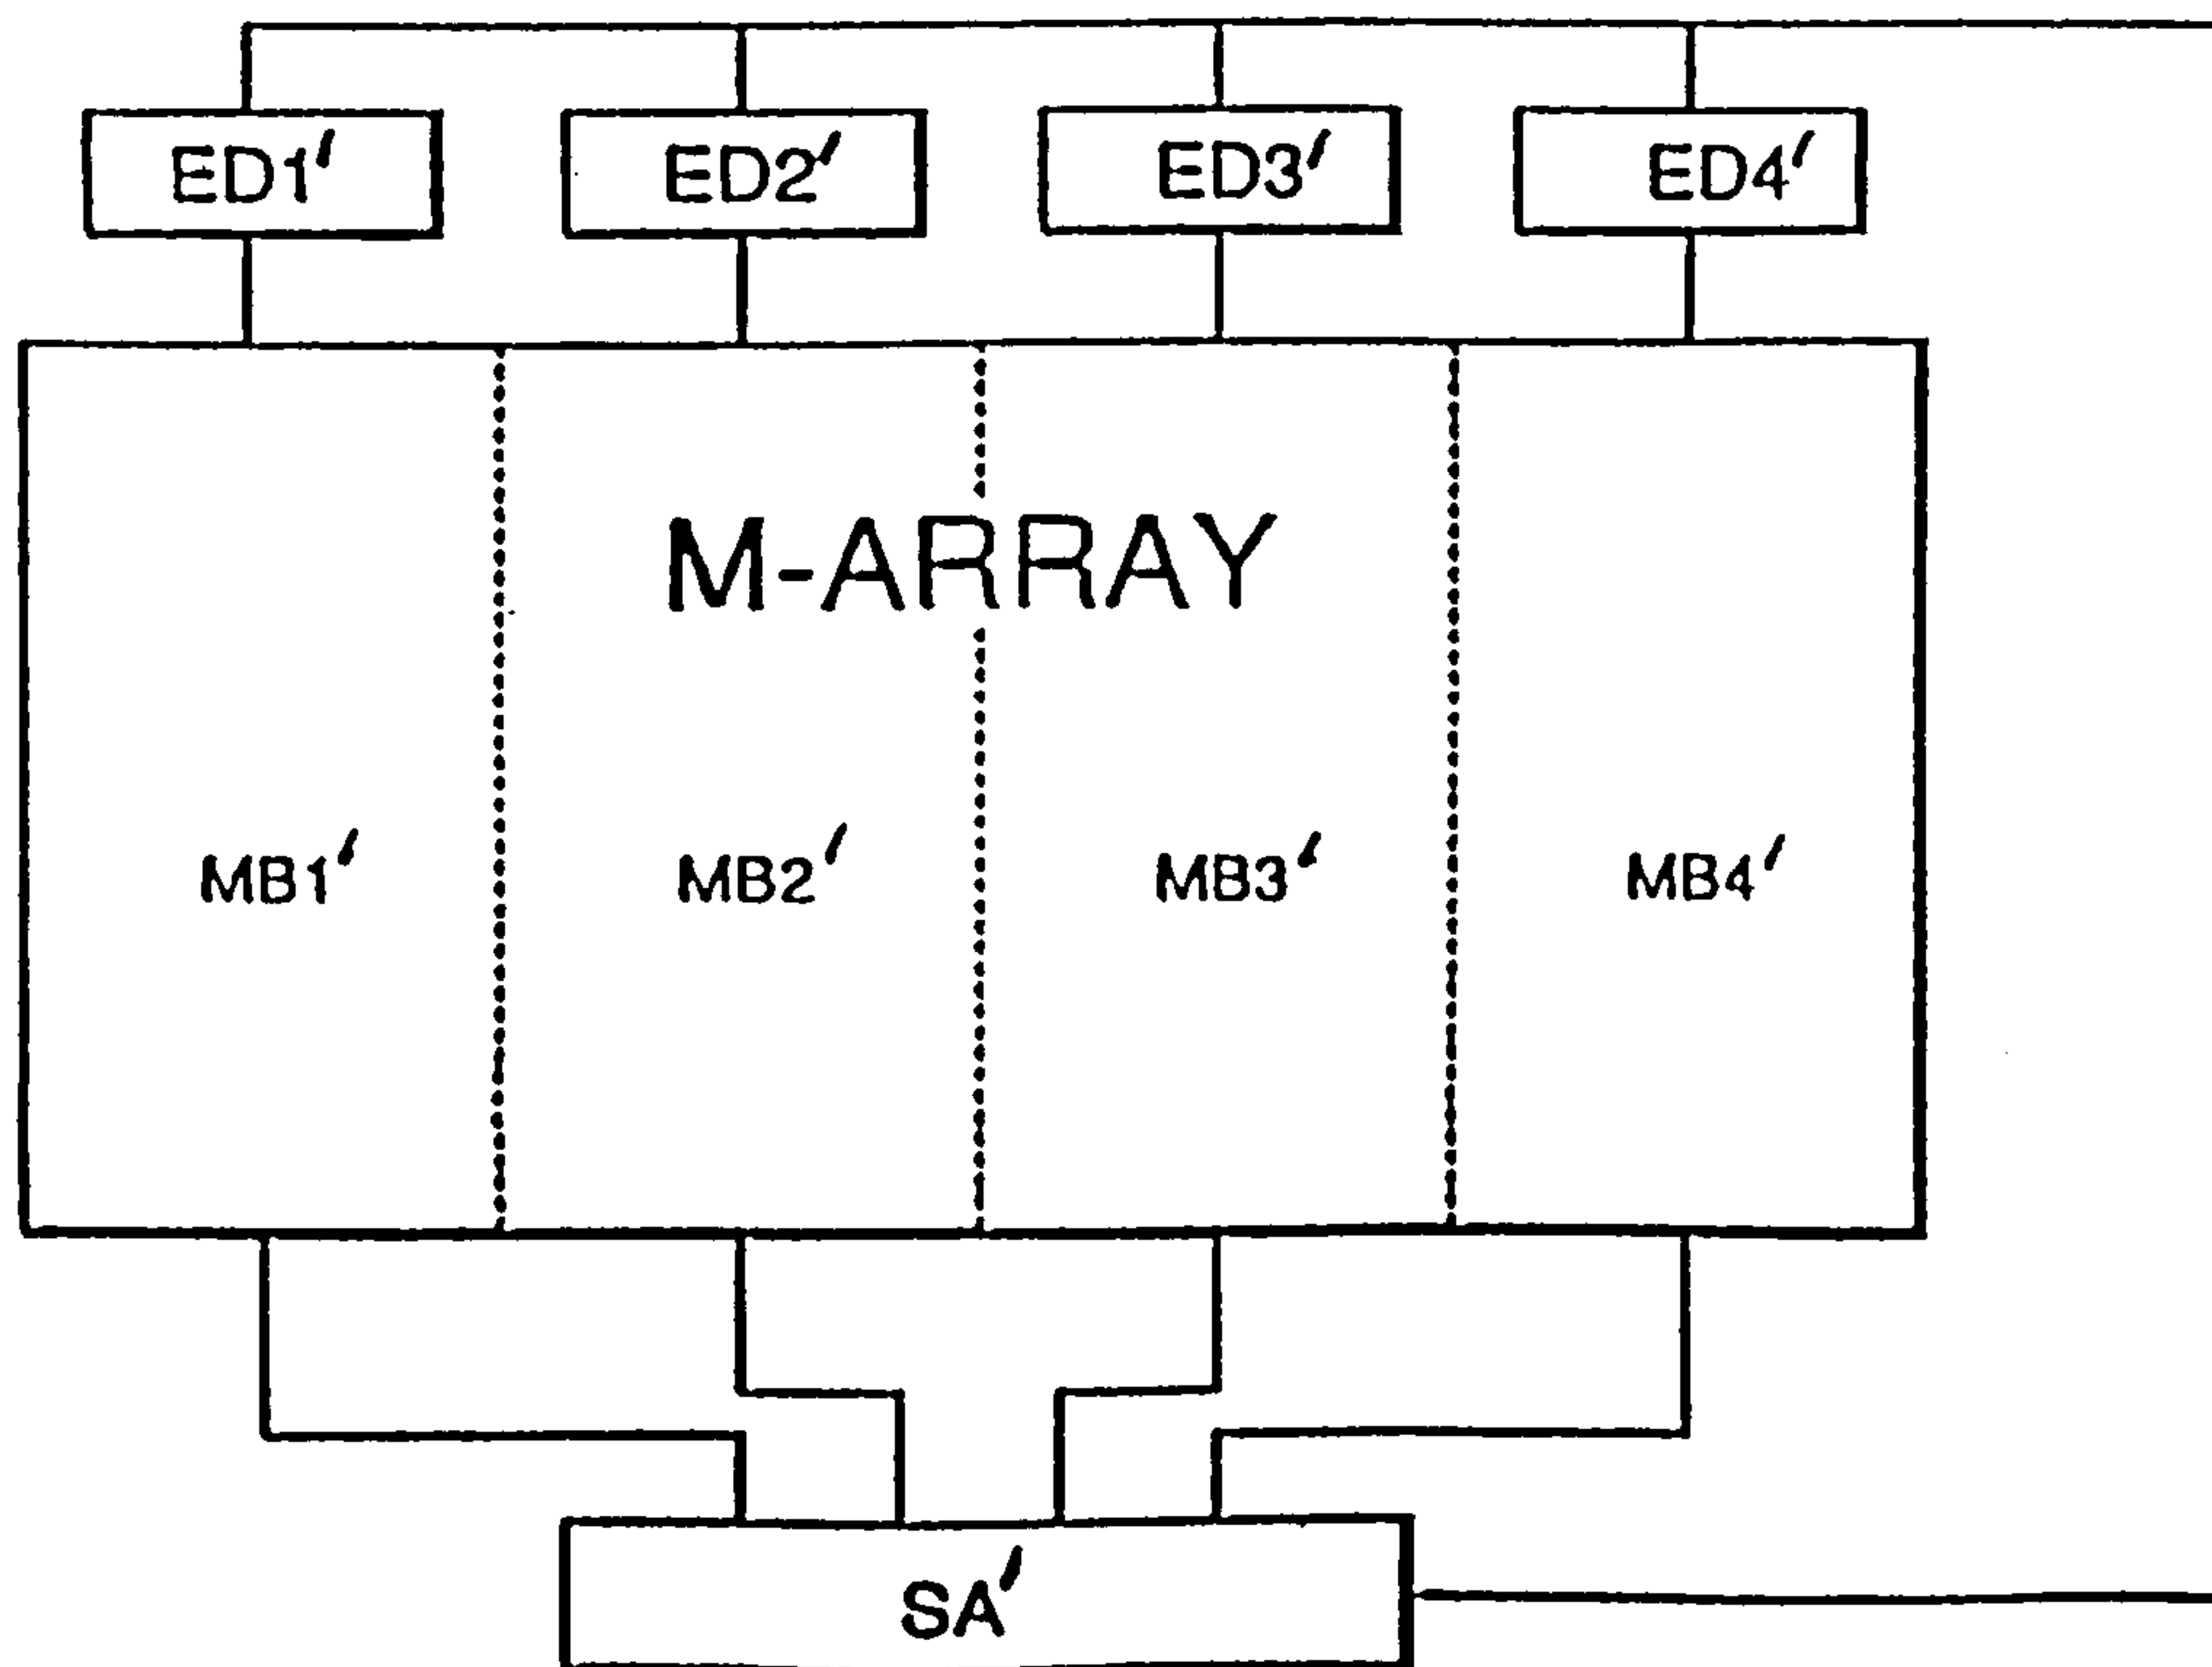 ED1′ ED2′ ED3′ ED4′
M-ARRAY
MB1′ MB2′ MB3′ MB4′
SA′